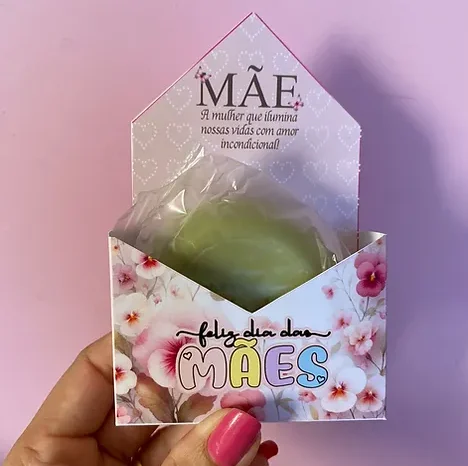 MÃE
A mulher que ilumina
nossas vidas com amor
incondicional!
feliz dia das
MÃES